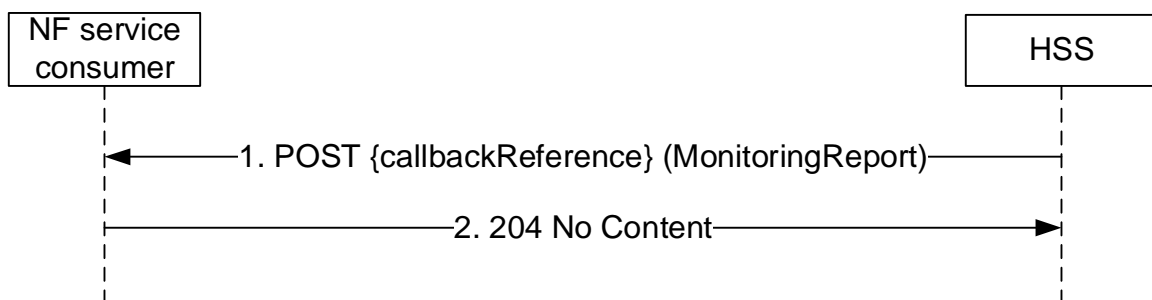 NF service
consumer
HSS
1. POST {callbackReference} (MonitoringReport)
2. 204 No Content